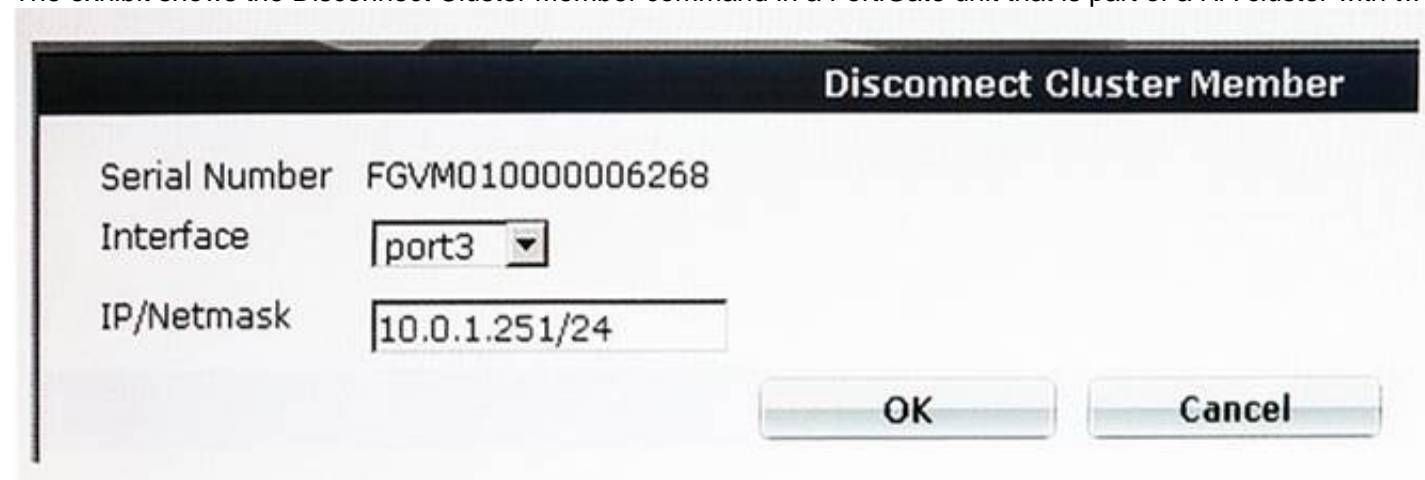 Disconnect Cluster Member
Serial Number FGVM010000006268
Interface port3
IP/Netmask 10.0.1.251/24
OK Cancel